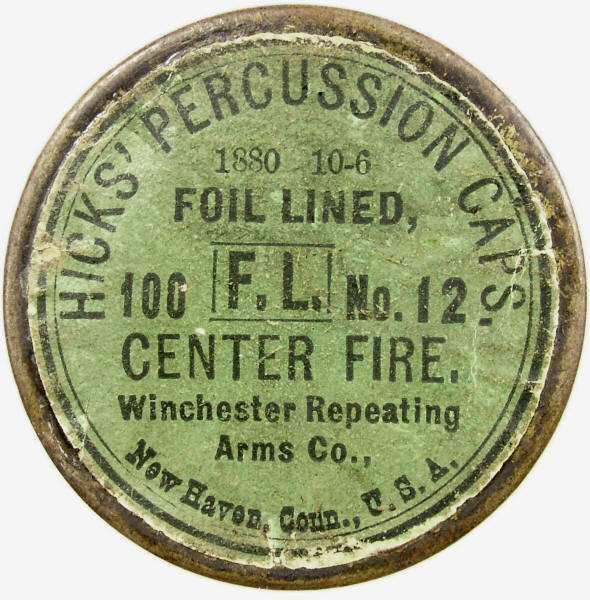 HICKS' PERCUSSION CAPS.
1880 10-6
FOIL LINED,
100 F. L. No. 12.
CENTER FIRE.
Winchester Repeating
Arms Co.,
New Haven, Conn., U. S. A.